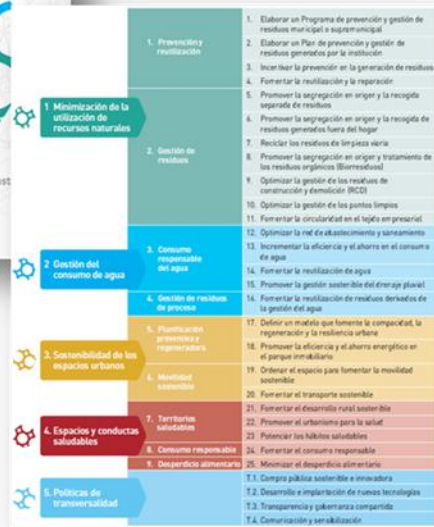 ust
1 Minimización de la
utilización de
recursos naturales
1. Prevención y
reutilización
1. Elaborar un Programa de prevención y gestión de
residuos municipal o supramunicipal
2. Elaborar un Plan de prevención y gestión de
residuos generados por la institución
3. Incentivar la prevención en la generación de residuos
4. Fomentar la reutilización y la reparación
2. Gestión de
residuos
5. Promover la segregación en origen y la recogida
separada de residuos
6. Promover la segregación en origen y la recogida de
residuos generados fuera del hogar
7. Reciclar los residuos de limpieza viaria
8. Promover la segregación en origen y tratamiento de
los residuos orgánicos (Biorresiduos)
9. Optimizar la gestión de los residuos de
construcción y demolición (RCD)
10. Optimizar la gestión de los puntos limpios
11. Fomentar la circularidad en el tejido empresarial
2 Gestión del
consumo de agua
3. Consumo
responsable
del agua
12. Optimizar la red de abastecimiento y saneamiento
13. Incrementar la eficiencia y el ahorro en el consumo
de agua
14. Fomentar la reutilización de agua
15. Promover la gestión sostenible del drenaje pluvial
4. Gestión de residuos
de proceso
16. Fomentar la reutilización de residuos derivados de
la gestión del agua
3. Sostenibilidad de los
espacios urbanos
5. Planificación
preventiva y
regeneradora
17. Definir un modelo que fomente la compacidad, la
regeneración y la resiliencia urbana
18. Promover la eficiencia y el ahorro energético en
el parque inmobiliario
6. Movilidad
sostenible
19. Ordenar el espacio para fomentar la movilidad
sostenible
20. Fomentar el transporte sostenible
4. Espacios y conductas
saludables
7. Territorios
saludables
21. Fomentar el desarrollo rural sostenible
22. Promover el urbanismo para la salud
23 Potenciar los hábitos saludables
8. Consumo responsable
24. Fomentar el consumo responsable
9. Desperdicio alimentario
25. Minimizar el desperdicio alimentario
5. Políticas de
transversalidad
T.1. Compra pública sostenible e innovadora
T.2. Desarrollo e implantación de nuevas tecnologías
T.3. Transparencia y gobernanza compartida
T.4. Comunicación y sensibilización